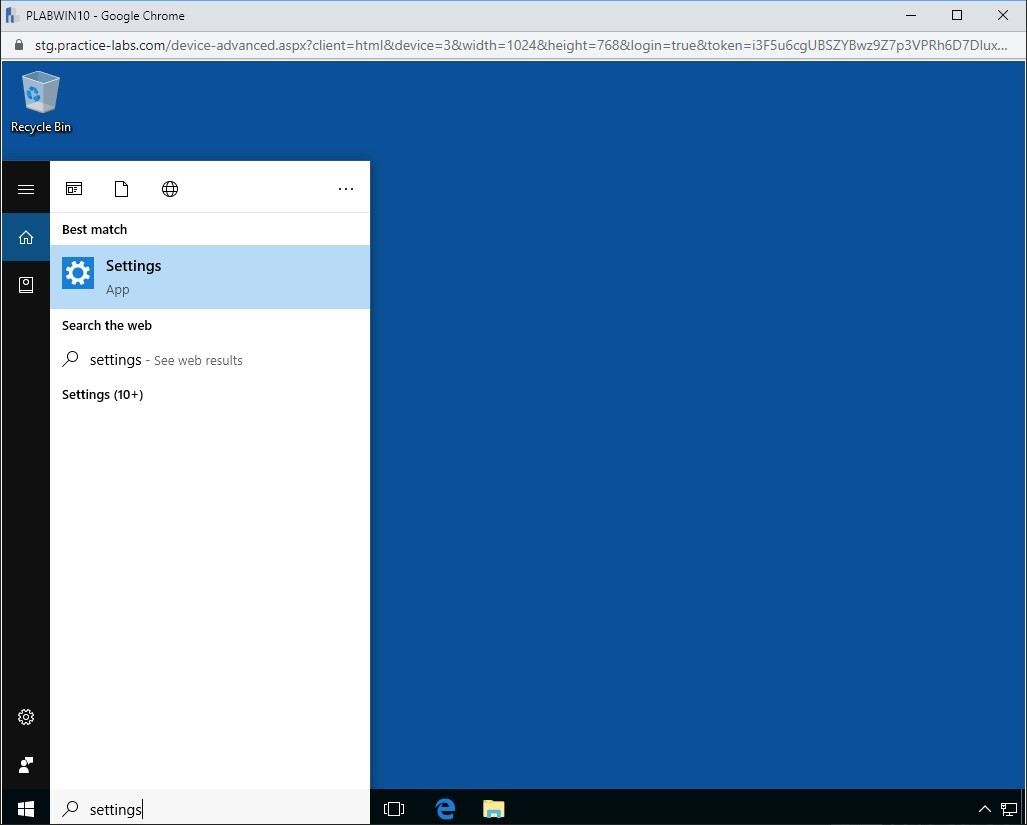 PLABWIN10 - Google Chrome
stg.practice-labs.com/device-advanced.aspx?client=html&device=3&width=1024&height=768&login=true&token=i3F5u6cgUBSZYBwz9Z7p3VPRh6D7DIux...
Recycle Bin
Best match
Settings
App
Search the web
settings - See web results
Settings (10+)
settings